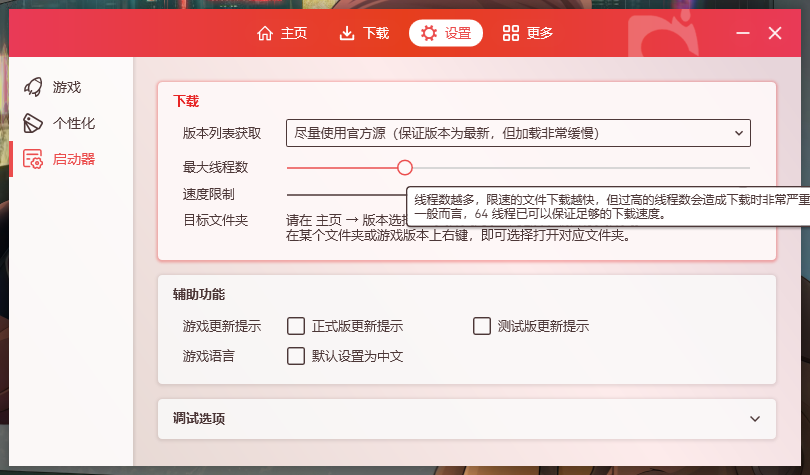 主页 下载 设置 更多
游戏
个性化
启动器
下载
版本列表获取 尽量使用官方源（保证版本为最新，但加载非常缓慢）
最大线程数
速度限制
线程数越多，限速的文件下载越快，但过高的线程数会造成下载时非常严重
一般而言，64 线程已可以保证足够的下载速度。
目标文件夹 请在 主页 → 版本选择
在某个文件夹或游戏版本上右键，即可选择打开对应文件夹。
辅助功能
游戏更新提示 正式版更新提示 测试版更新提示
游戏语言 默认设置为中文
调试选项